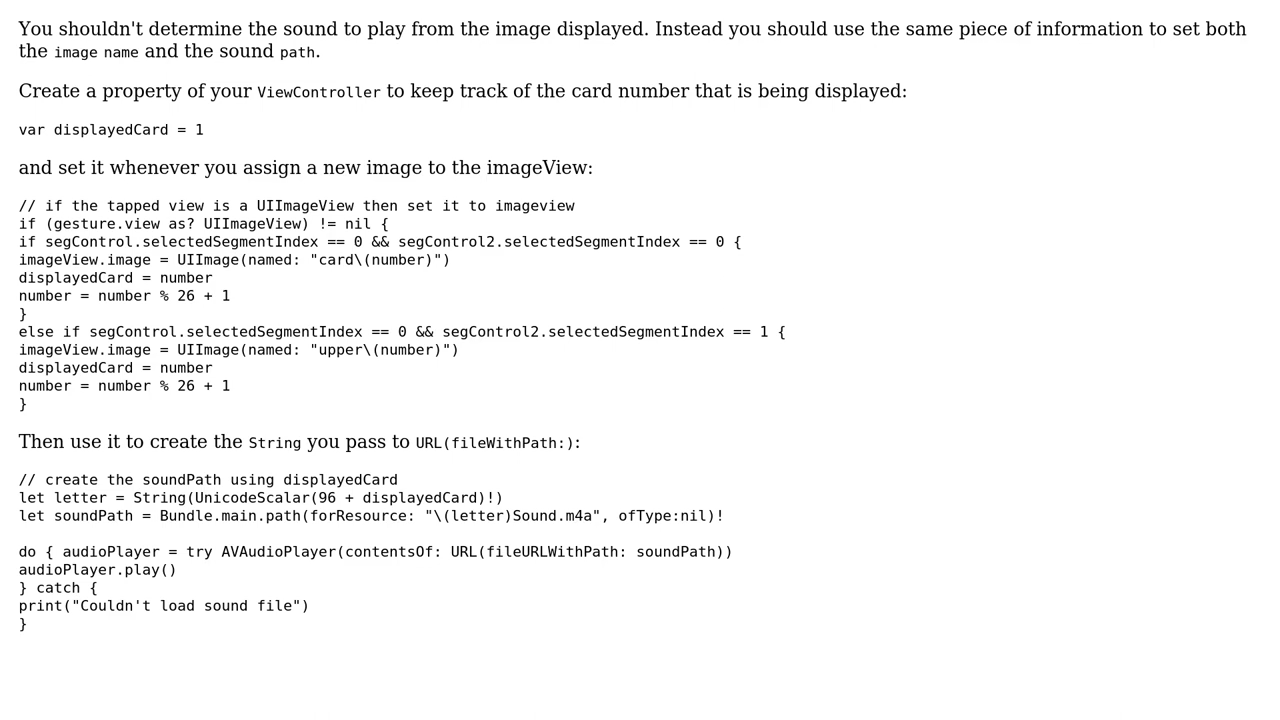 You shouldn't determine the sound to play from the image displayed. Instead you should use the same piece of information to set both
the image name and the sound path.
Create a property of your ViewController to keep track of the card number that is being displayed:
var displayedCard = 1
and set it whenever you assign a new image to the imageView:
// if the tapped view is a UIImageView then set it to imageview
if (gesture.view as? UIImageView) != nil {
if segControl.selectedSegmentIndex == 0 && segControl2.selectedSegmentIndex == 0 {
imageView.image = UIImage(named: "card\(number)")
displayedCard = number
number = number % 26 + 1
}
else if segControl.selectedSegmentIndex == 0 && segControl2.selectedSegmentIndex == 1 {
imageView.image = UIImage(named: "upper\(number)")
displayedCard = number
number = number % 26 + 1
}
Then use it to create the String you pass to URL(fileWithPath:):
// create the soundPath using displayedCard
let letter = String(UnicodeScalar(96 + displayedCard)!)
let soundPath = Bundle.main.path(forResource: "\(letter)Sound.m4a", ofType:nil)!
do { audioPlayer = try AVAudioPlayer(contentsOf: URL(fileURLWithPath: soundPath))
audioPlayer.play()
} catch {
print("Couldn't load sound file")
}